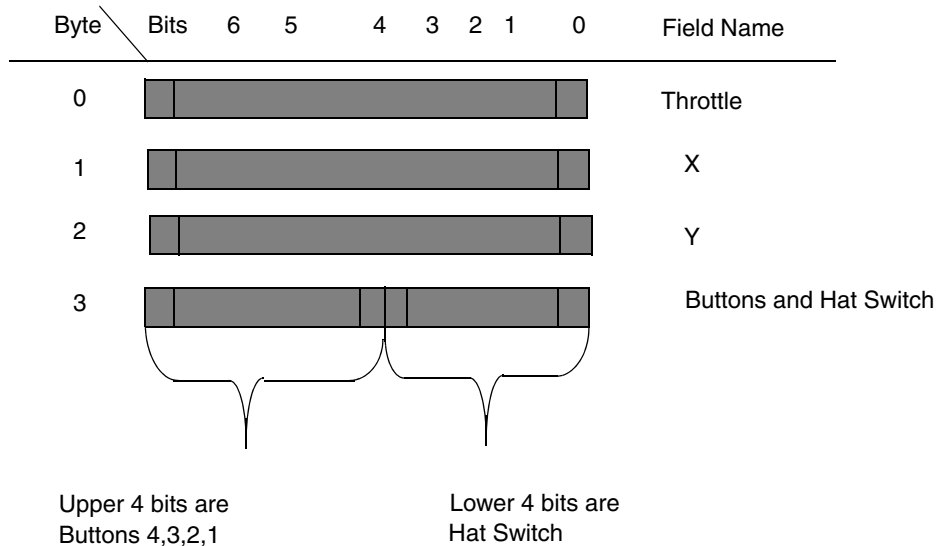 Byte Bits 6 5 4 3 2 1 0 Field Name
0 Throttle
1 X
2 Y
3 Buttons and Hat Switch
Upper 4 bits are
Buttons 4,3,2,1
Lower 4 bits are
Hat Switch